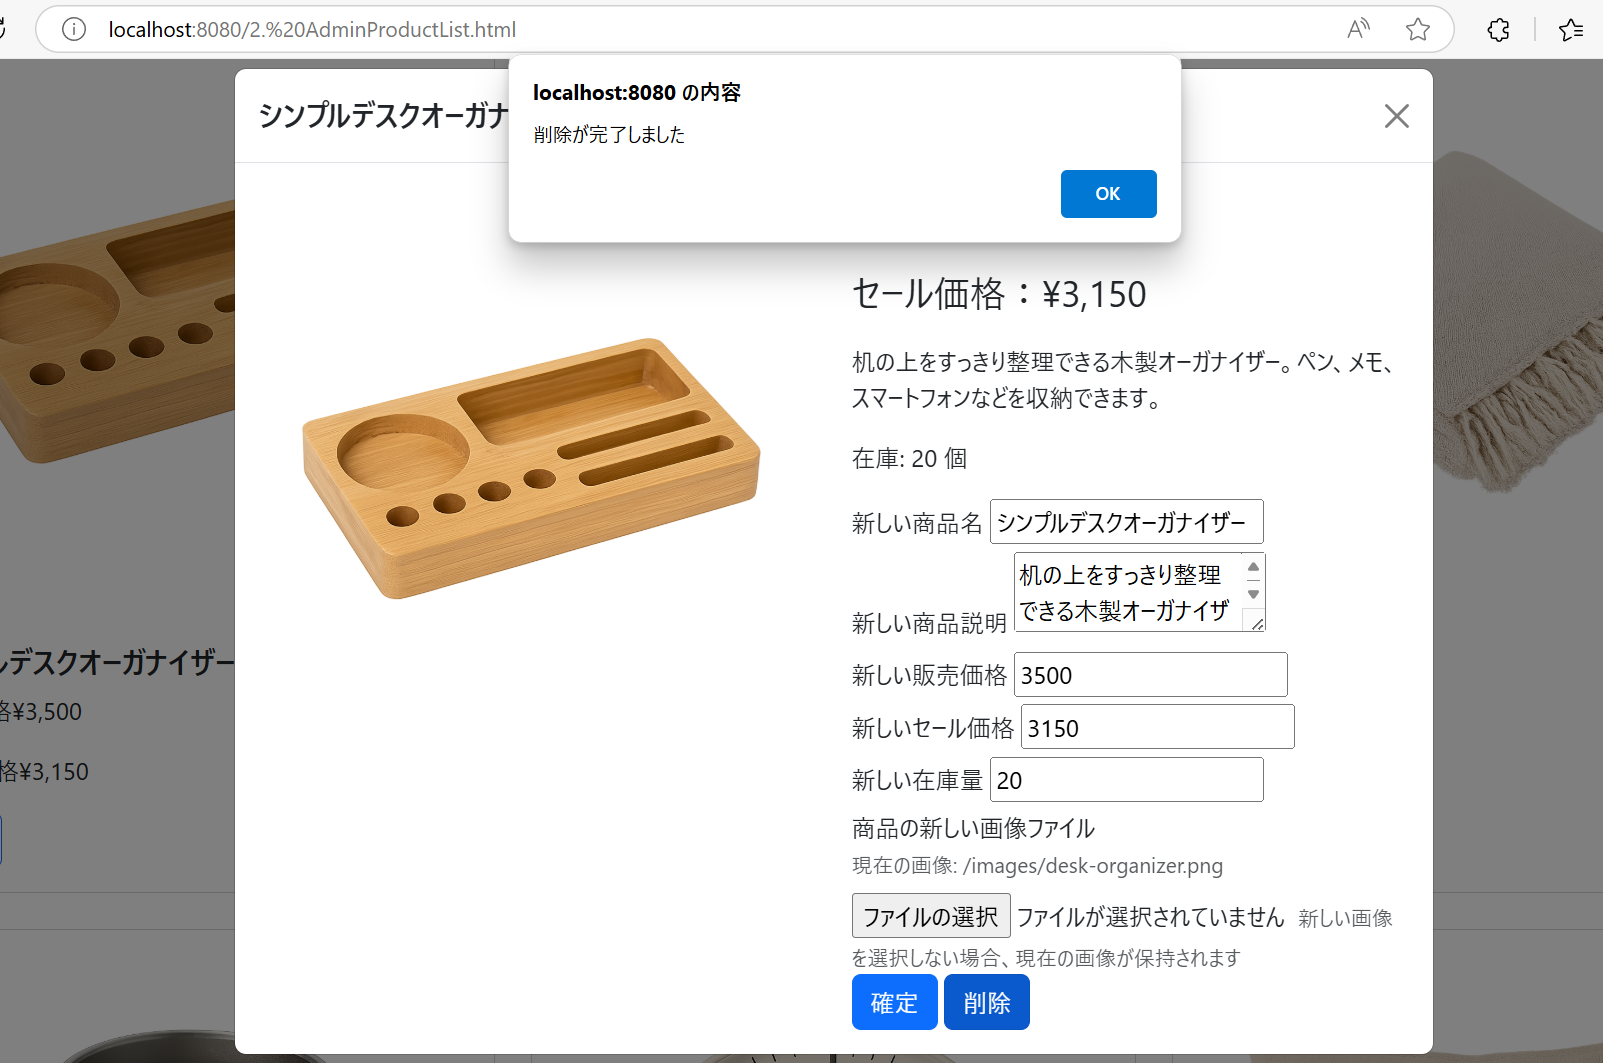 localhost:8080/2.%20AdminProductList.html
localhost:8080 の内容
削除が完了しました
OK
シンプルデスクオーガナ
セール価格：¥3,150
机の上をすっきり整理できる木製オーガナイザー。ペン、メモ、
スマートフォンなどを収納できます。
在庫: 20 個
新しい商品名 シンプルデスクオーガナイザー
新しい商品説明 机の上をすっきり整理
できる木製オーガナイザ
新しい販売価格 3500
新しいセール価格 3150
新しい在庫量 20
商品の新しい画像ファイル
現在の画像: /images/desk-organizer.png
ファイルの選択 ファイルが選択されていません 新しい画像
を選択しない場合、現在の画像が保持されます
確定 削除
ルデスクオーガナイザー
格¥3,500
格¥3,150